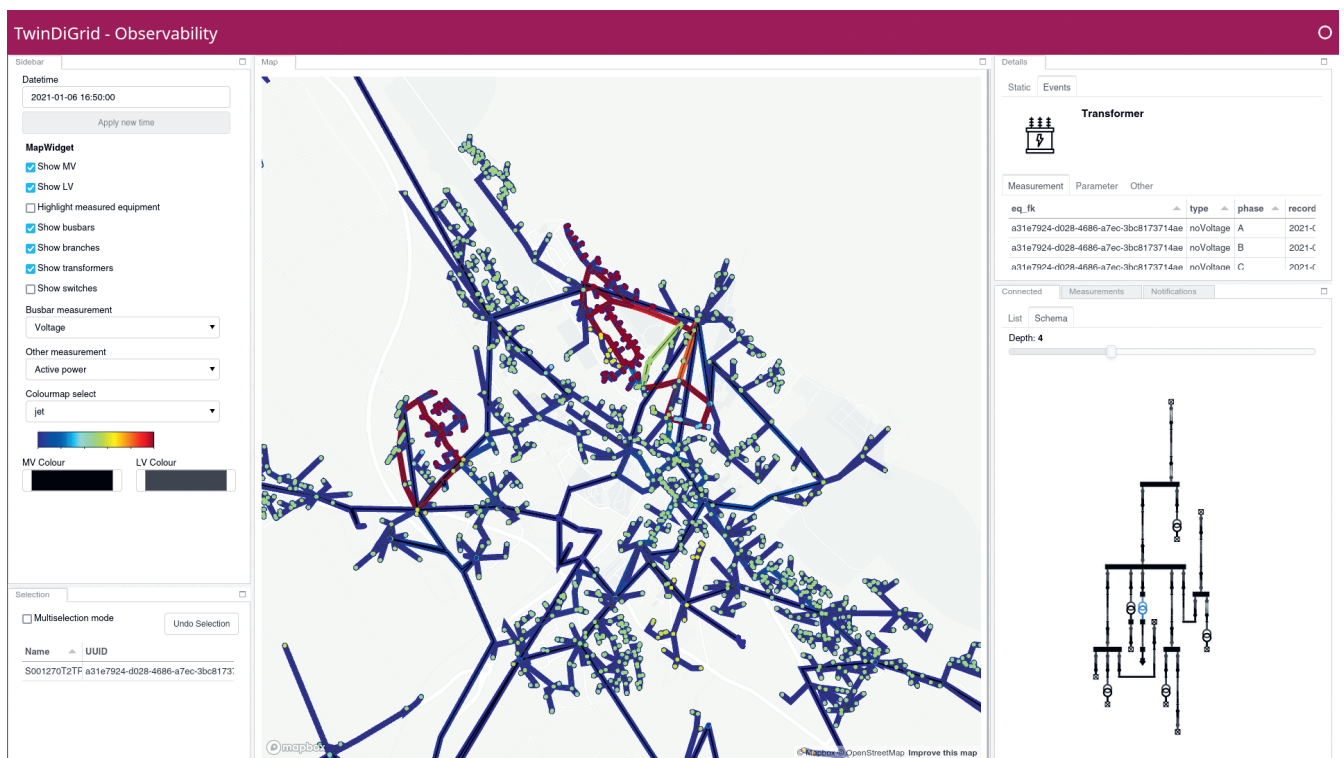 TwinDiGrid - Observability
Sidebar
Datetime
2021-01-06 16:50:00
Apply new time
MapWidget
Show MV
Show LV
Highlight measured equipment
Show busbars
Show branches
Show transformers
Show switches
Busbar measurement
Voltage
Other measurement
Active power
Colourmap select
jet
MV Colour LV Colour
Selection
Multiselection mode
Undo Selection
Name UUID
S001270T2TF a31e7924-d028-4686-a7ec-3bc8173
Map
mapbox
© Mapbox © OpenStreetMap Improve this map
Details
Static Events
Transformer
Measurement Parameter Other
eq_fk type phase record
a31e7924-d028-4686-a7ec-3bc8173714ae noVoltage A 2021-
a31e7924-d028-4686-a7ec-3bc8173714ae noVoltage B 2021-
a31e7924-d028-4686-a7ec-3bc8173714ae noVoltage C 2021-
Connected Measurements Notifications
List Schema
Depth: 4